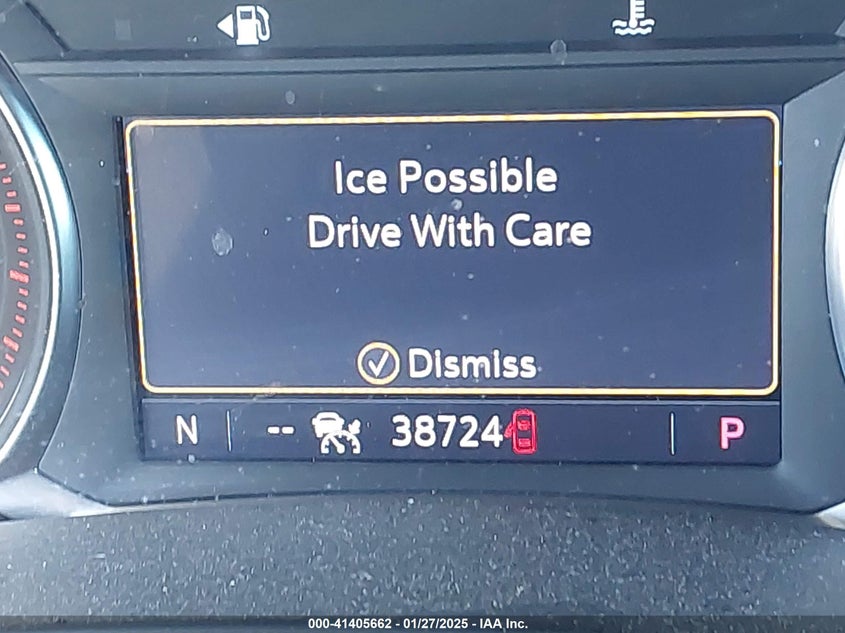 Ice Possible
Drive With Care
Dismiss
N -- 38724 P
000-41405662 - 01/27/2025 - IAA Inc.